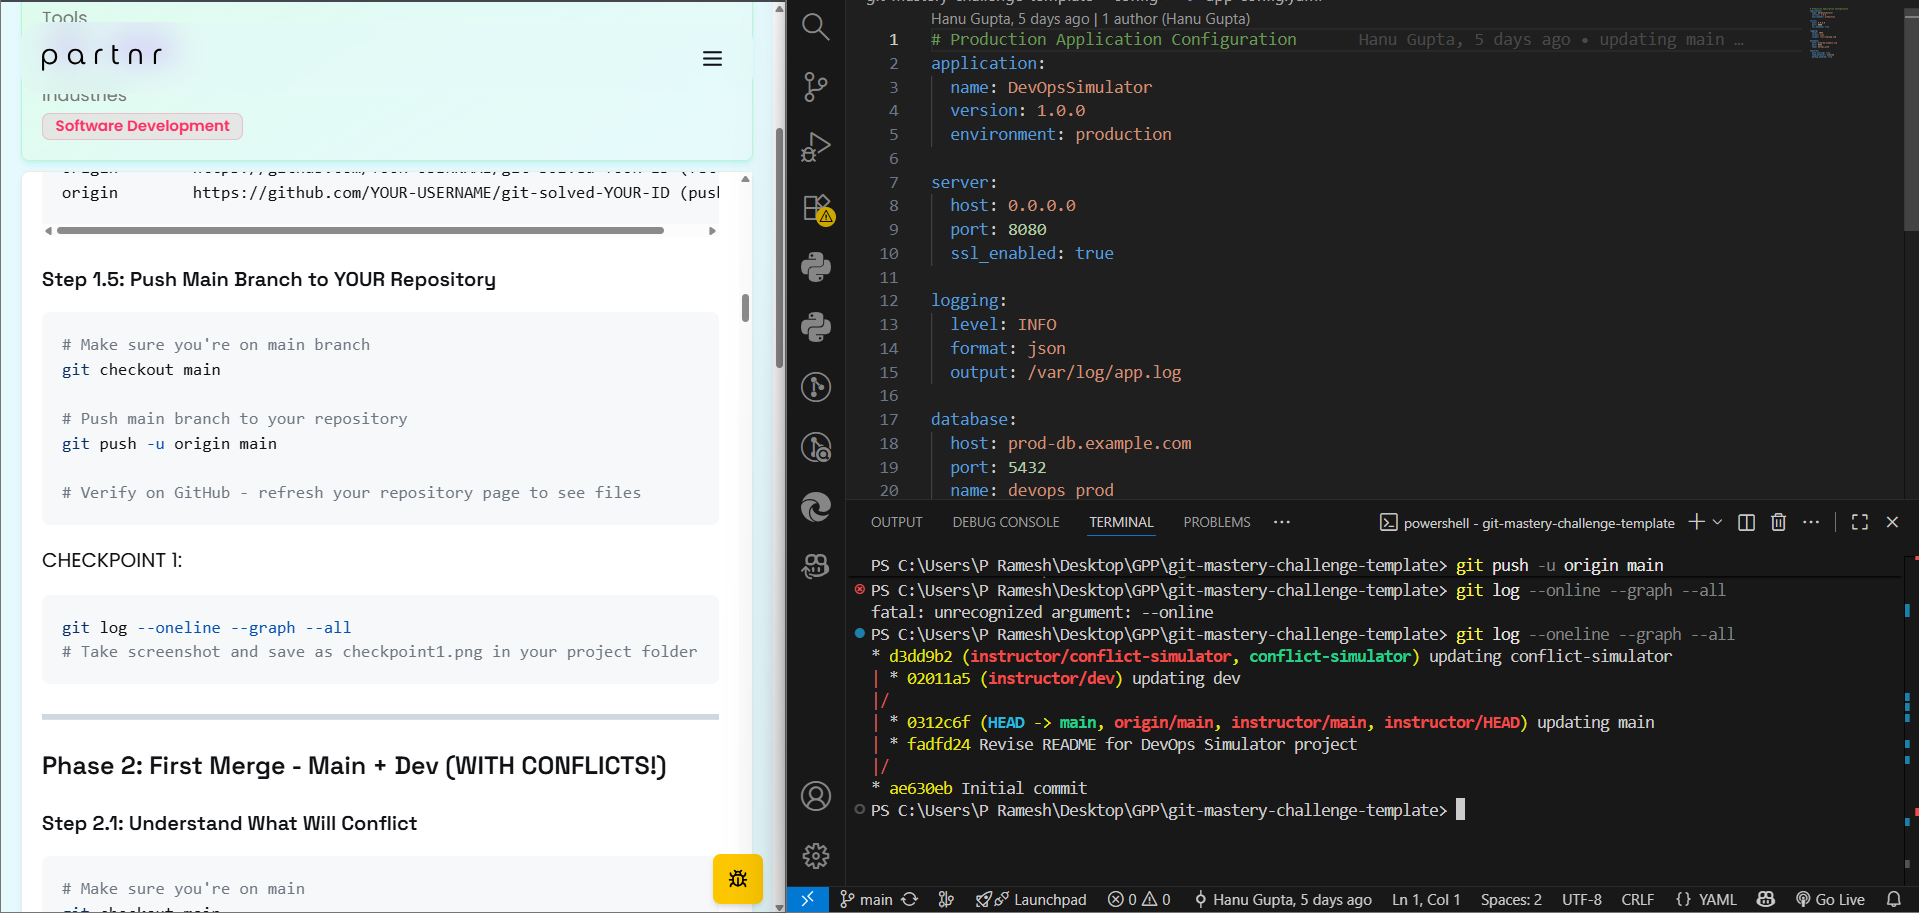 Tools
partnr
Industries
Software Development
origin https://github.com/YOUR-USERNAME/git-solved-YOUR-ID (pus
Step 1.5: Push Main Branch to YOUR Repository
# Make sure you're on main branch
git checkout main
# Push main branch to your repository
git push -u origin main
# Verify on GitHub - refresh your repository page to see files
CHECKPOINT 1:
git log --oneline --graph --all
# Take screenshot and save as checkpoint1.png in your project folder
Phase 2: First Merge - Main + Dev (WITH CONFLICTS!)
Step 2.1: Understand What Will Conflict
# Make sure you're on main
git checkout main
Hanu Gupta, 5 days ago | 1 author (Hanu Gupta)
1 # Production Application Configuration Hanu Gupta, 5 days ago • updating main …
2 application:
3 name: DevOpsSimulator
4 version: 1.0.0
5 environment: production
6
7 server:
8 host: 0.0.0.0
9 port: 8080
10 ssl_enabled: true
11
12 logging:
13 level: INFO
14 format: json
15 output: /var/log/app.log
16
17 database:
18 host: prod-db.example.com
19 port: 5432
20 name: devops_prod
OUTPUT DEBUG CONSOLE TERMINAL PROBLEMS ··· powershell - git-mastery-challenge-template
PS C:\Users\P Ramesh\Desktop\GPP\git-mastery-challenge-template> git push -u origin main
PS C:\Users\P Ramesh\Desktop\GPP\git-mastery-challenge-template> git log --online --graph --all
fatal: unrecognized argument: --online
PS C:\Users\P Ramesh\Desktop\GPP\git-mastery-challenge-template> git log --oneline --graph --all
* d3dd9b2 (instructor/conflict-simulator, conflict-simulator) updating conflict-simulator
| * 02011a5 (instructor/dev) updating dev
|/
| * 0312c6f (HEAD -> main, origin/main, instructor/main, instructor/HEAD) updating main
| * fadfd24 Revise README for DevOps Simulator project
|/
* ae630eb Initial commit
PS C:\Users\P Ramesh\Desktop\GPP\git-mastery-challenge-template>
main Launchpad 0 0 Hanu Gupta, 5 days ago Ln 1, Col 1 Spaces: 2 UTF-8 CRLF {} YAML Go Live